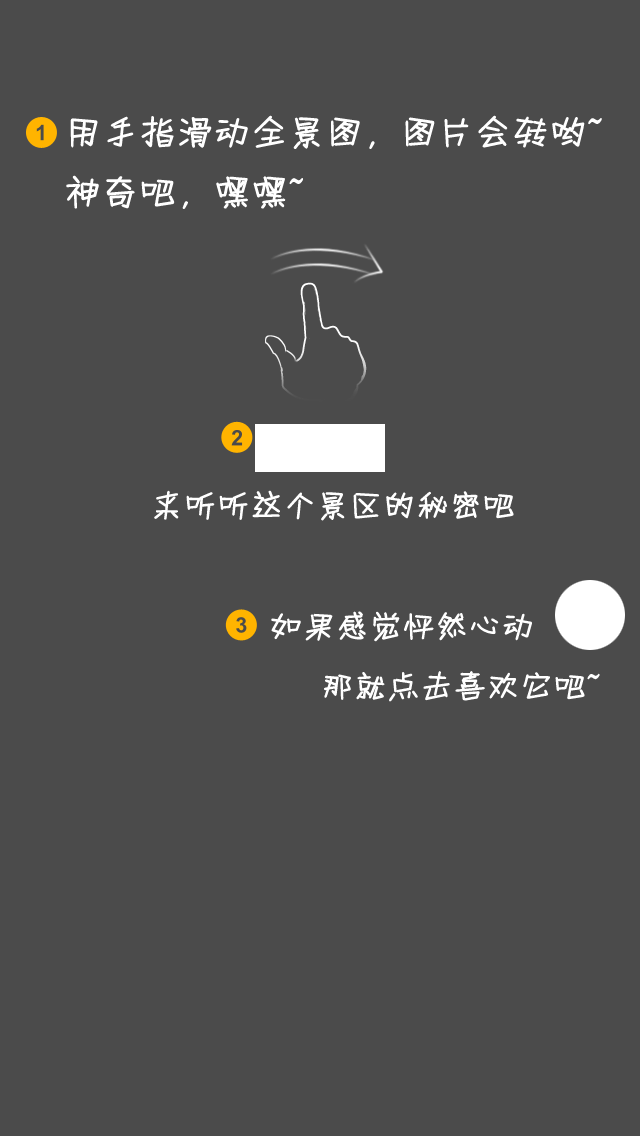 1 用手指滑动全景图，图片会转哟~
神奇吧，嘿嘿~
2
来听听这个景区的秘密吧
3 如果感觉怦然心动
那就点击喜欢它吧~